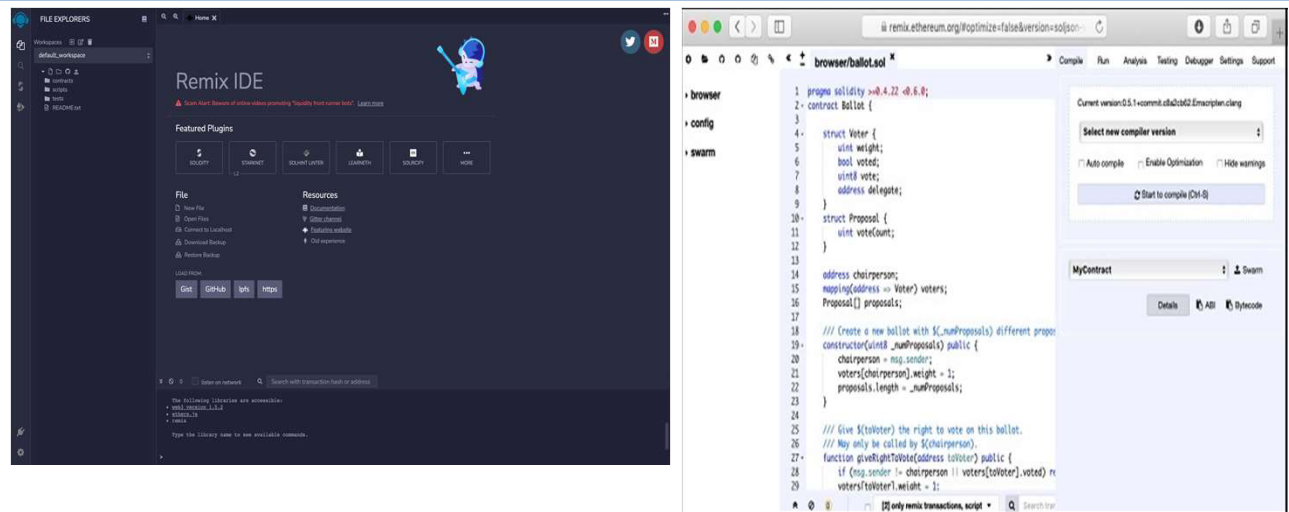 FILE EXPLORERS
Workspaces
default_workspace
contracts
scripts
tests
README.txt
Home X
Remix IDE
Scam Alert: Beware of online videos promoting "liquidity front runner bots". Learn more
Featured Plugins
SOLIDITY STARKNET SOLHINT LINTER LEARNETH SOURCIFY MORE
L2
File
New File
Open Files
Connect to Localhost
Download Backup
Restore Backup
LOAD FROM:
Gist GitHub Ipfs https
Resources
Documentation
Gitter channel
Featuring website
Old experience
0 listen on network Search with transaction hash or address
The following libraries are accessible:
web3 version 1.5.2
ethers.js
remix
Type the library name to see available commands.
>
remix.ethereum.org/#optimize=false&version=soljson-
browser/ballot.sol
Compile Run Analysis Testing Debugger Settings Support
browser
config
swarm
1 pragma solidity >=0.4.22 <0.6.0;
2 contract Ballot {
3
4 struct Voter {
5 uint weight;
6 bool voted;
7 uint8 vote;
8 address delegate;
9 }
10 struct Proposal {
11 uint voteCount;
12 }
13
14 address chairperson;
15 mapping(address => Voter) voters;
16 Proposal[] proposals;
17
18 /// Create a new ballot with $(_numProposals) different propos
19 constructor(uint8 _numProposals) public {
20 chairperson = msg.sender;
21 voters[chairperson].weight = 1;
22 proposals.length = _numProposals;
23 }
24
25 /// Give $(toVoter) the right to vote on this ballot.
26 /// May only be called by $(chairperson).
27 function giveRightToVote(address toVoter) public {
28 if (msg.sender != chairperson || voters[toVoter].voted) re
29 voters[toVoter].weight = 1;
Current version:0.5.1+commit.c8a2cb62.Emscripten.clang
Select new compiler version
Auto compile Enable Optimization Hide warnings
Start to compile (Ctrl-S)
MyContract Swarm
Details ABI Bytecode
0 [2] only remix transactions, script Search tran